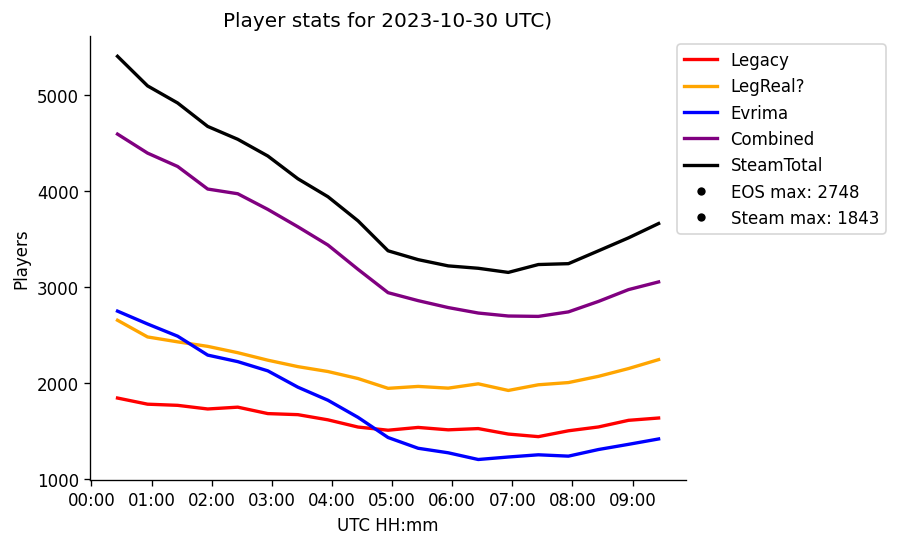 Player stats for 2023-10-30 UTC)
Legacy
LegReal?
Evrima
Combined
SteamTotal
EOS max: 2748
Steam max: 1843
Players
5000
4000
3000
2000
1000
00:00 01:00 02:00 03:00 04:00 05:00 06:00 07:00 08:00 09:00
UTC HH:mm